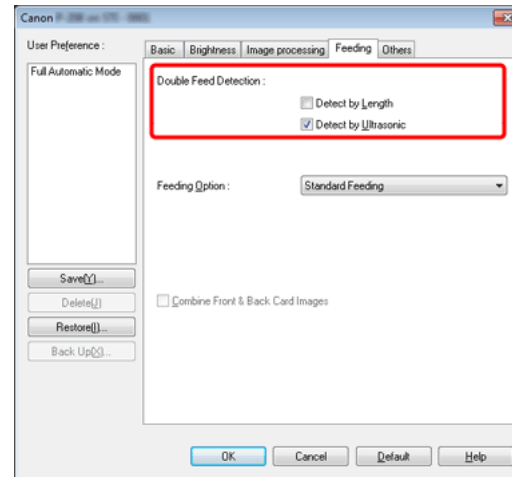 Canon
User Preference :
Full Automatic Mode
Save(Y)...
Delete(J)
Restore(I)...
Back Up(X)...
Basic Brightness Image processing Feeding Others
Double Feed Detection :
Detect by Length
Detect by Ultrasonic
Feeding Option : Standard Feeding
Combine Front & Back Card Images
OK Cancel Default Help